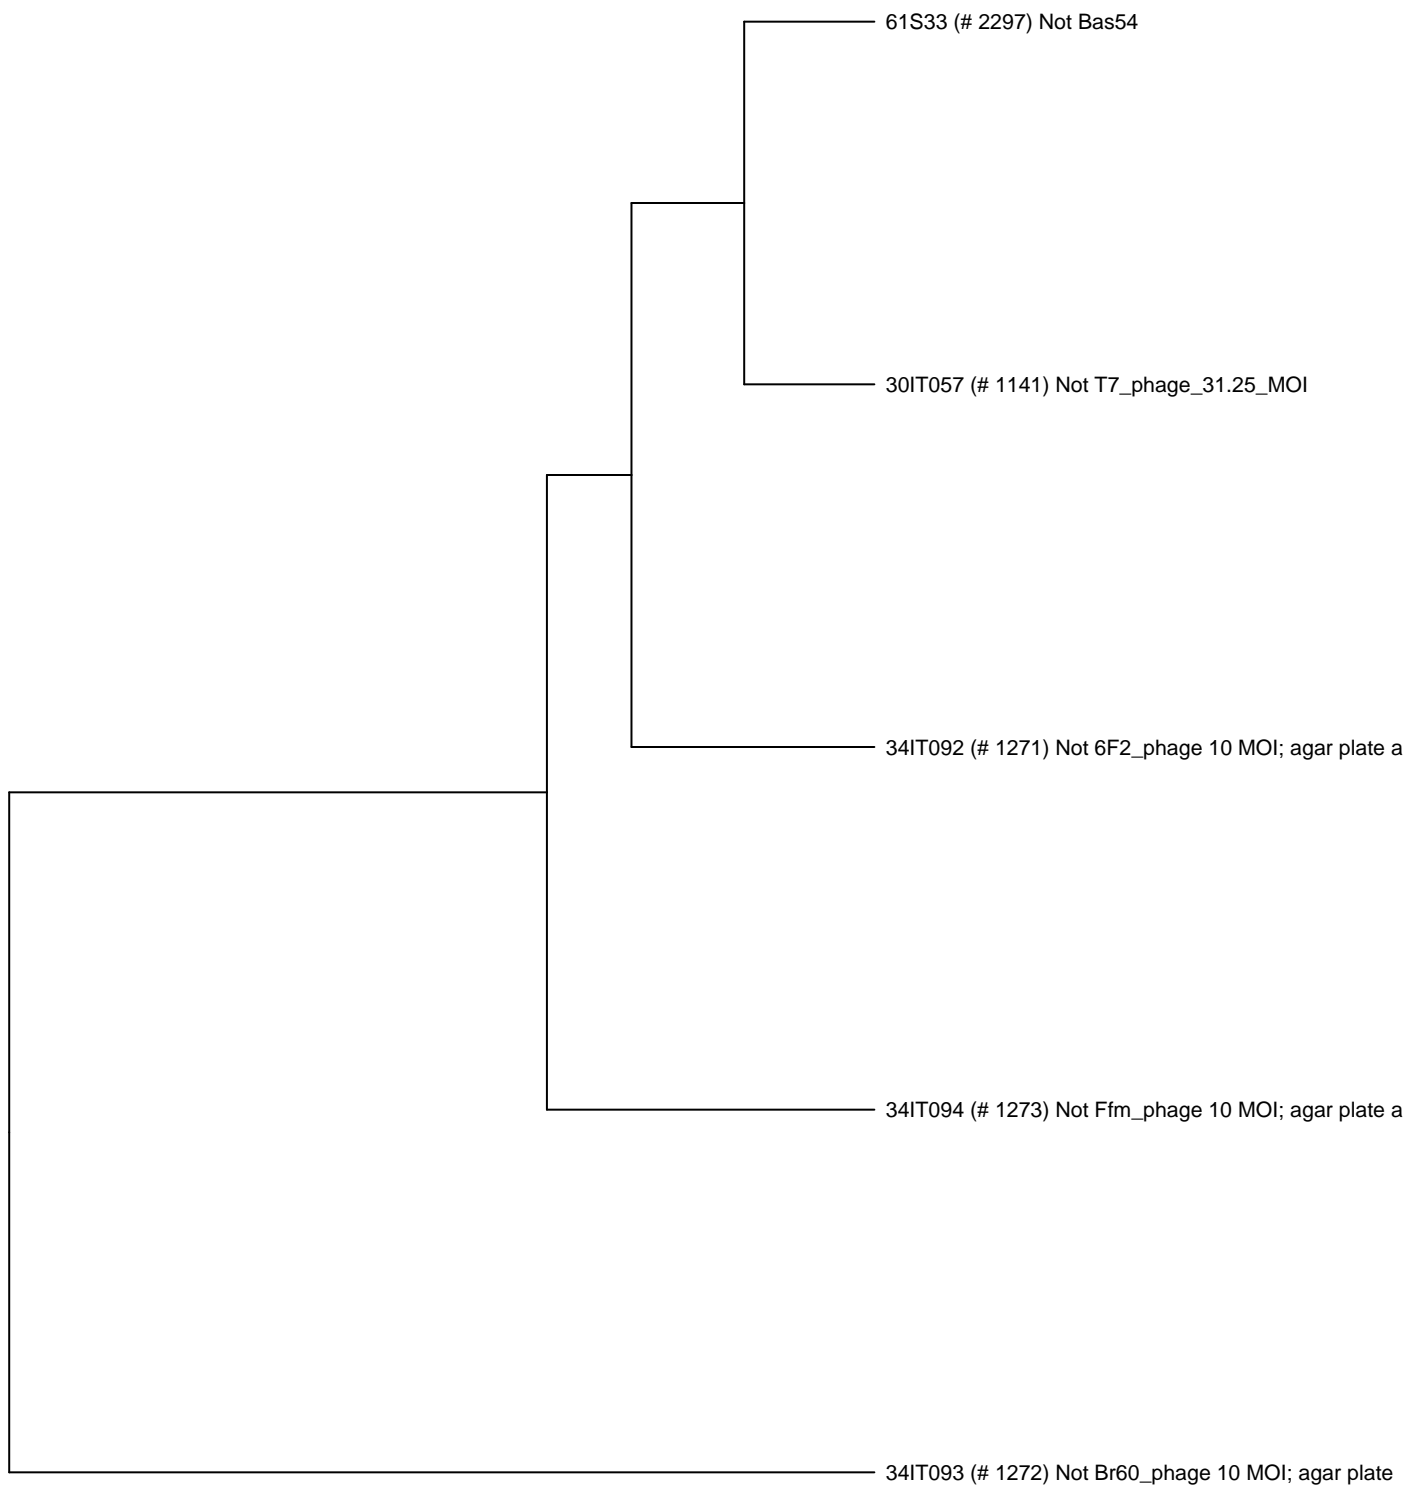 61S33 (# 2297) Not Bas54
30IT057 (# 1141) Not T7_phage_31.25_MOI
34IT092 (# 1271) Not 6F2_phage 10 MOI; agar plate a
34IT094 (# 1273) Not Ffm_phage 10 MOI; agar plate a
34IT093 (# 1272) Not Br60_phage 10 MOI; agar plate